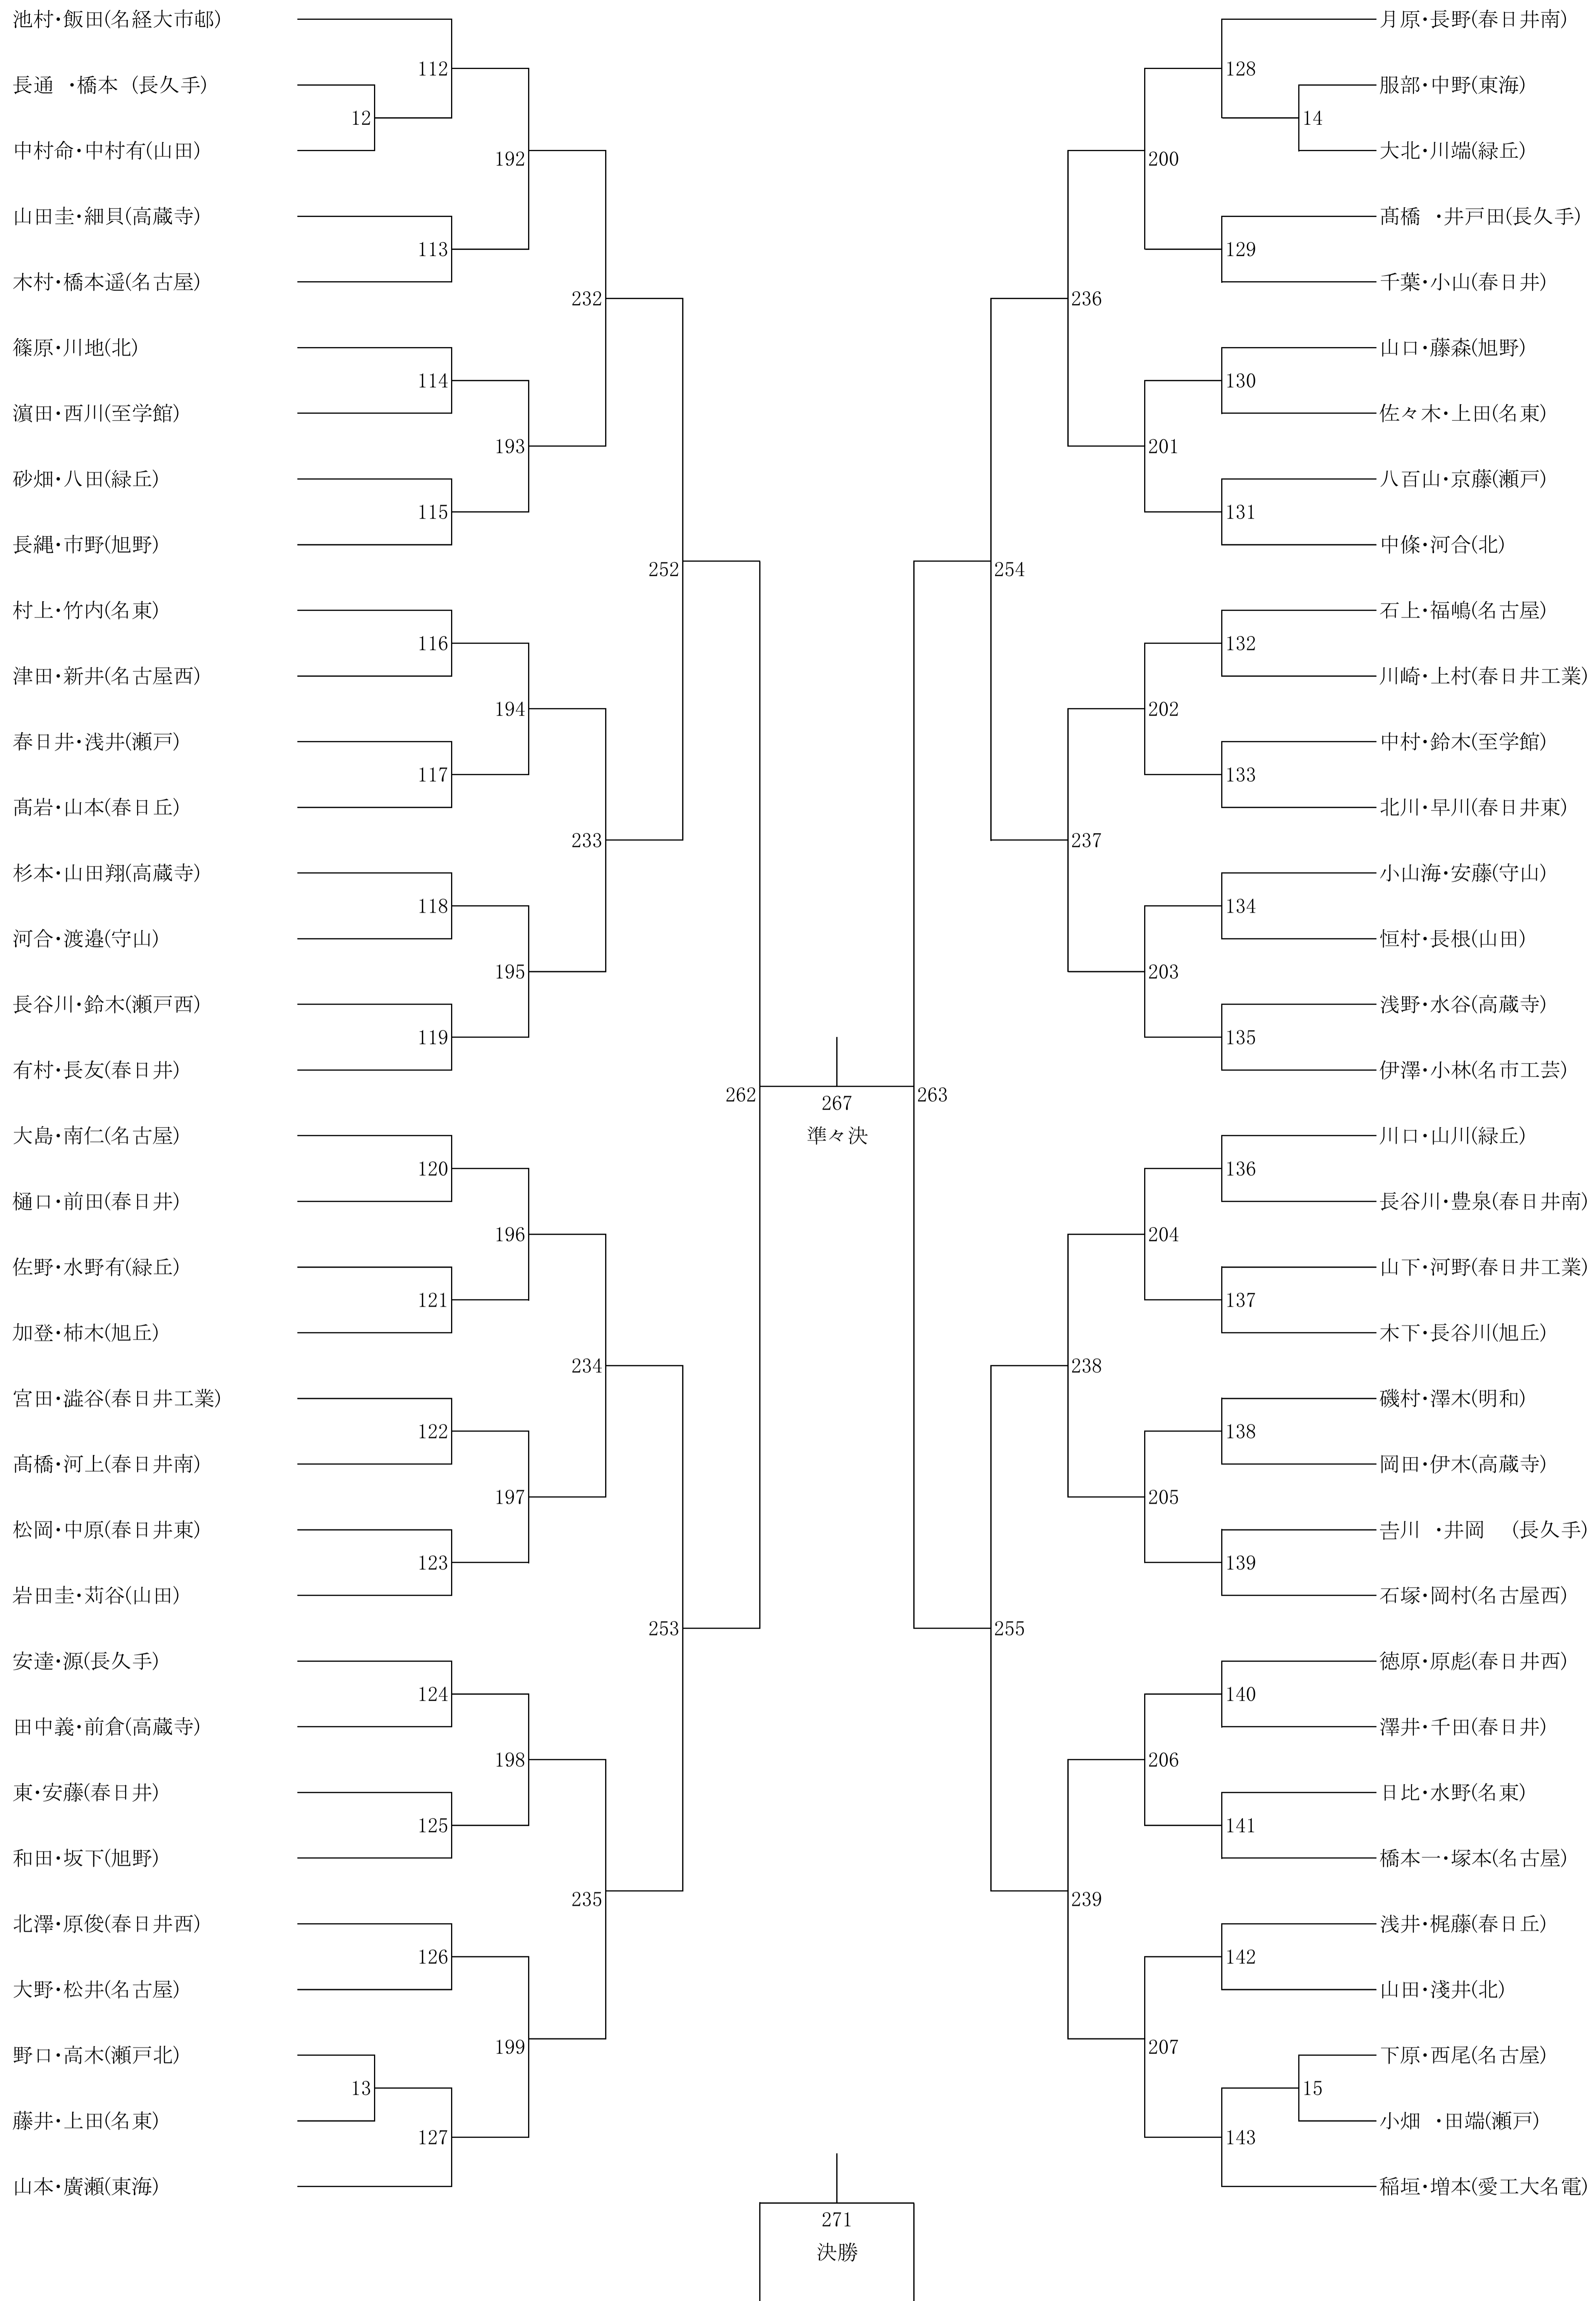 池村・飯田(名経大市邨)
長通　・橋本　(長久手)
中村命・中村有(山田)
山田圭・細貝(高蔵寺)
木村・橋本遥(名古屋)
篠原・川地(北)
濵田・西川(至学館)
砂畑・八田(緑丘)
長縄・市野(旭野)
村上・竹内(名東)
津田・新井(名古屋西)
春日井・浅井(瀬戸)
髙岩・山本(春日丘)
杉本・山田翔(高蔵寺)
河合・渡邉(守山)
長谷川・鈴木(瀬戸西)
有村・長友(春日井)
大島・南仁(名古屋)
樋口・前田(春日井)
佐野・水野有(緑丘)
加登・柿木(旭丘)
宮田・澁谷(春日井工業)
髙橋・河上(春日井南)
松岡・中原(春日井東)
岩田圭・苅谷(山田)
安達・源(長久手)
田中義・前倉(高蔵寺)
東・安藤(春日井)
和田・坂下(旭野)
北澤・原俊(春日井西)
大野・松井(名古屋)
野口・高木(瀬戸北)
藤井・上田(名東)
山本・廣瀬(東海)
12
13
112
113
114
115
116
117
118
119
120
121
122
123
124
125
126
127
192
193
194
195
196
197
198
199
232
233
234
235
252
253
262
267
準々決
263
254
255
236
237
238
239
200
201
202
203
204
205
206
207
128
129
130
131
132
133
134
135
136
137
138
139
140
141
142
143
14
15
月原・長野(春日井南)
服部・中野(東海)
大北・川端(緑丘)
髙橋　・井戸田(長久手)
千葉・小山(春日井)
山口・藤森(旭野)
佐々木・上田(名東)
八百山・京藤(瀬戸)
中條・河合(北)
石上・福嶋(名古屋)
川崎・上村(春日井工業)
中村・鈴木(至学館)
北川・早川(春日井東)
小山海・安藤(守山)
恒村・長根(山田)
浅野・水谷(高蔵寺)
伊澤・小林(名市工芸)
川口・山川(緑丘)
長谷川・豊泉(春日井南)
山下・河野(春日井工業)
木下・長谷川(旭丘)
磯村・澤木(明和)
岡田・伊木(高蔵寺)
𠮷川　・井岡　(長久手)
石塚・岡村(名古屋西)
徳原・原彪(春日井西)
澤井・千田(春日井)
日比・水野(名東)
橋本一・塚本(名古屋)
浅井・梶藤(春日丘)
山田・淺井(北)
下原・西尾(名古屋)
小畑　・田端(瀬戸)
稲垣・増本(愛工大名電)
271
決勝